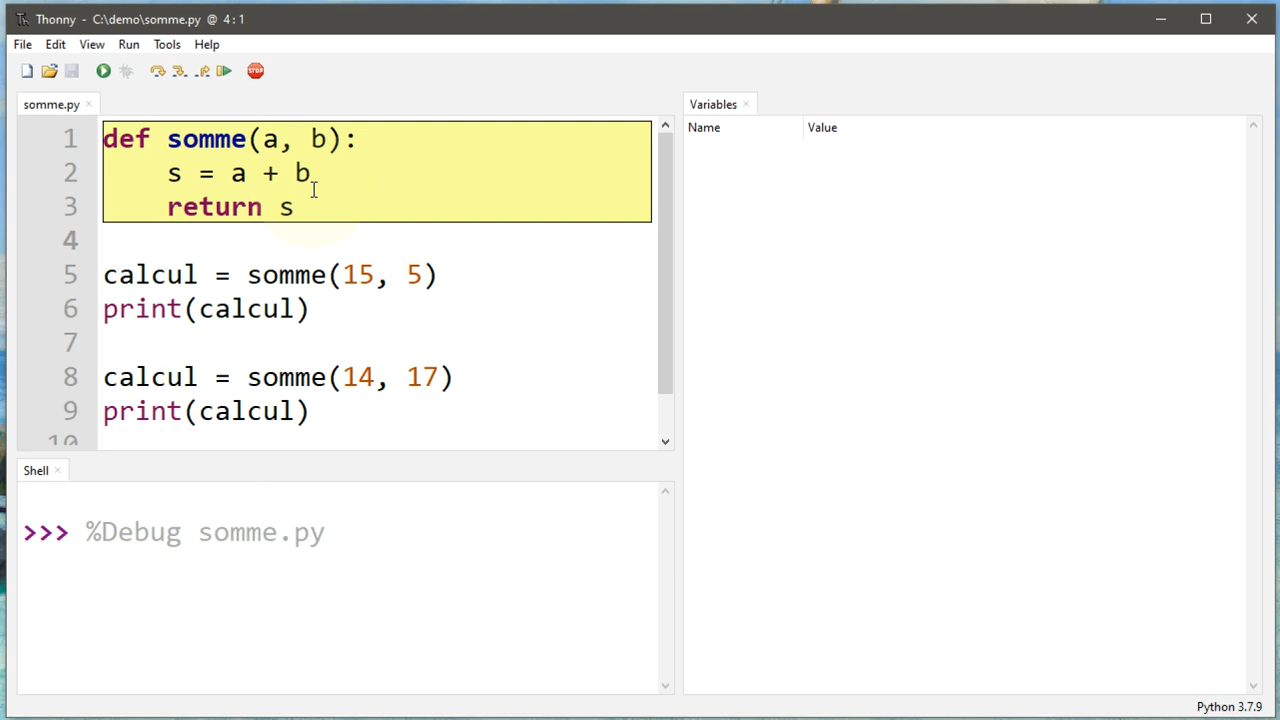 Thonny - C:\demo\somme.py @ 4:1
File Edit View Run Tools Help
STOP
somme.py
1 def somme(a, b):
2     s = a + b
3     return s
4
5 calcul = somme(15, 5)
6 print(calcul)
7
8 calcul = somme(14, 17)
9 print(calcul)
10
Shell
>>> %Debug somme.py
Variables
Name Value
Python 3.7.9